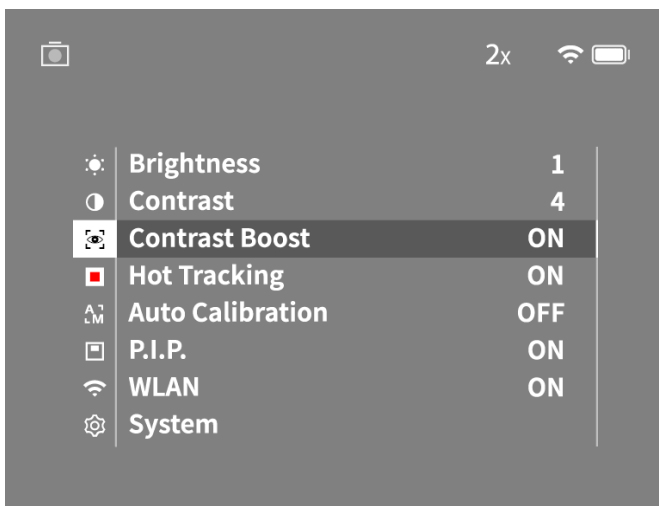 2x
Brightness 1
Contrast 4
Contrast Boost ON
Hot Tracking ON
A M Auto Calibration OFF
P.I.P. ON
WLAN ON
System